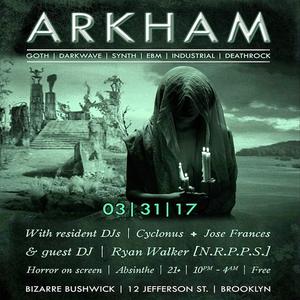 ARKHAM
GOTH | DARKWAVE | SYNTH | EBM | INDUSTRIAL | DEATHROCK
03|31|17
With resident DJs | Cyclonus + Jose Frances
& guest DJ | Ryan Walker [N.R.P.P.S.]
Horror on screen | Absinthe | 21+ | 10PM - 4AM | Free
BIZARRE BUSHWICK | 12 JEFFERSON ST. | BROOKLYN